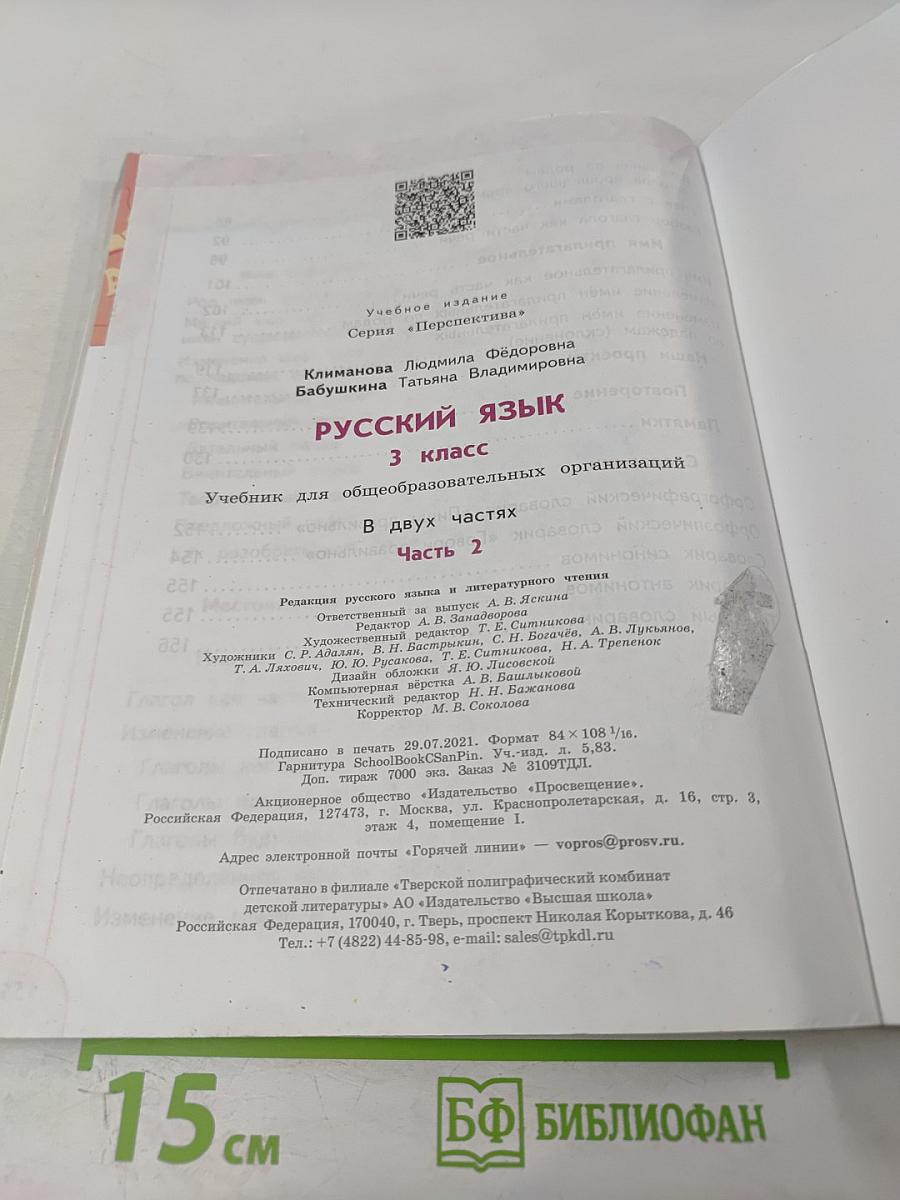 Учебное издание
Серия «Перспектива»
Климанова Людмила Фёдоровна
Бабушкина Татьяна Владимировна
РУССКИЙ ЯЗЫК
3 класс
Учебник для общеобразовательных организаций
В двух частях
Часть 2
Редакция русского языка и литературного чтения
Ответственный за выпуск А. В. Яскина
Редактор А. В. Занадворова
Художественный редактор Т. Е. Ситникова
Художники С. Р. Адалян, В. Н. Бастрыкин, С. Н. Богачёв, А. В. Лукьянов,
Т. А. Ляхович, Ю. Ю. Русакова, Т. Е. Ситникова, Н. А. Трепенок
Дизайн обложки Я. Ю. Лисовской
Компьютерная вёрстка А. В. Башлыковой
Технический редактор Н. Н. Бажанова
Корректор М. В. Соколова
Подписано в печать 29.07.2021. Формат 84 × 108 1/16.
Гарнитура SchoolBookCSanPin. Уч.-изд. л. 5,83.
Доп. тираж 7000 экз. Заказ № 3109ТДЛ.
Акционерное общество «Издательство «Просвещение».
Российская Федерация, 127473, г. Москва, ул. Краснопролетарская, д. 16, стр. 3,
этаж 4, помещение I.
Адрес электронной почты «Горячей линии» — vopros@prosv.ru.
Отпечатано в филиале «Тверской полиграфический комбинат
детской литературы» АО «Издательство «Высшая школа»
Российская Федерация, 170040, г. Тверь, проспект Николая Корыткова, д. 46
Тел.: +7 (4822) 44-85-98, e-mail: sales@tpkdl.ru
15 см
БФ БИБЛИОФАН